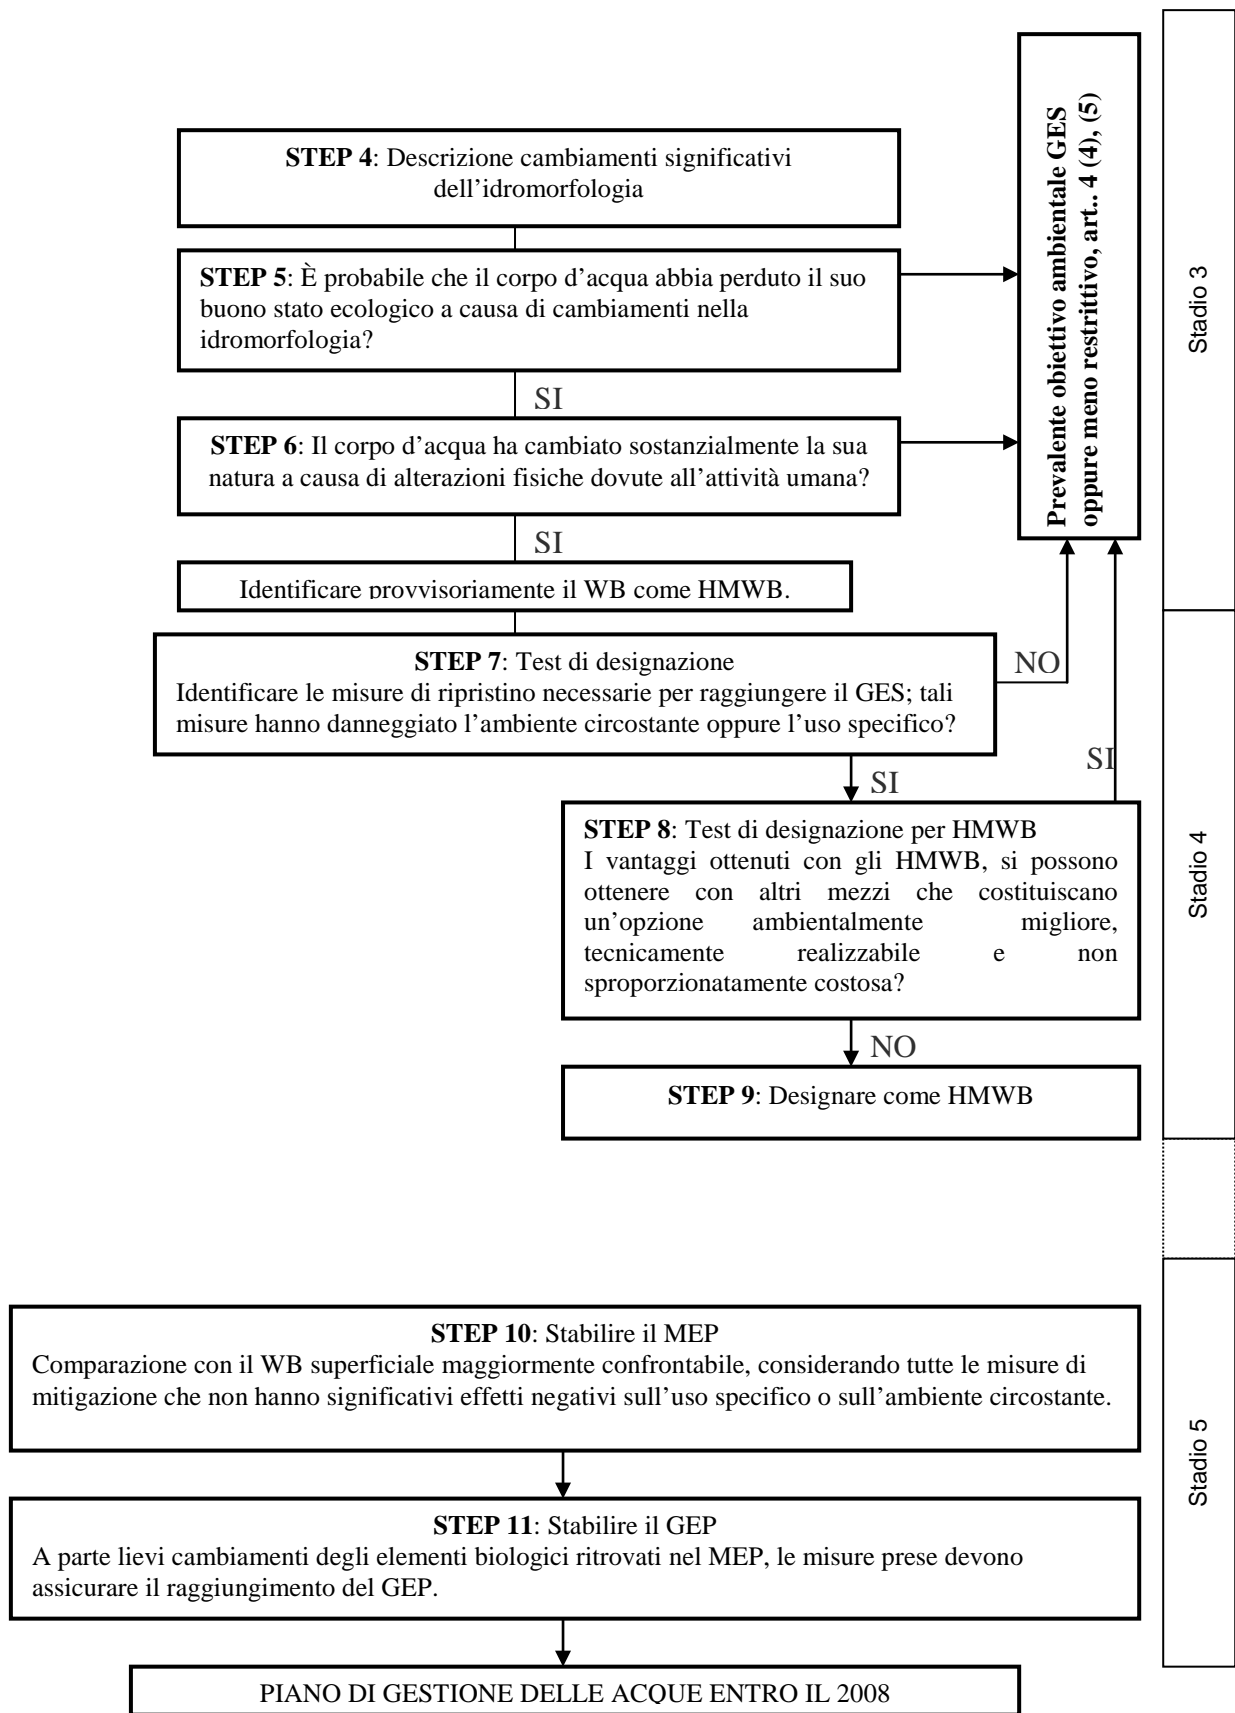 STEP 4: Descrizione cambiamenti significativi
dell’idromorfologia
Prevalente obiettivo ambientale GES
oppure meno restrittivo, art.. 4 (4), (5)
Stadio 3
STEP 5: È probabile che il corpo d’acqua abbia perduto il suo
buono stato ecologico a causa di cambiamenti nella
idromorfologia?
SI
STEP 6: Il corpo d’acqua ha cambiato sostanzialmente la sua
natura a causa di alterazioni fisiche dovute all’attività umana?
SI
Identificare provvisoriamente il WB come HMWB.
STEP 7: Test di designazione
Identificare le misure di ripristino necessarie per raggiungere il GES; tali
misure hanno danneggiato l’ambiente circostante oppure l’uso specifico?
NO
SI
SI
Stadio 4
STEP 8: Test di designazione per HMWB
I vantaggi ottenuti con gli HMWB, si possono
ottenere con altri mezzi che costituiscano
un’opzione ambientalmente migliore,
tecnicamente realizzabile e non
sproporzionatamente costosa?
NO
STEP 9: Designare come HMWB
STEP 10: Stabilire il MEP
Comparazione con il WB superficiale maggiormente confrontabile, considerando tutte le misure di
mitigazione che non hanno significativi effetti negativi sull’uso specifico o sull’ambiente circostante.
Stadio 5
STEP 11: Stabilire il GEP
A parte lievi cambiamenti degli elementi biologici ritrovati nel MEP, le misure prese devono
assicurare il raggiungimento del GEP.
PIANO DI GESTIONE DELLE ACQUE ENTRO IL 2008